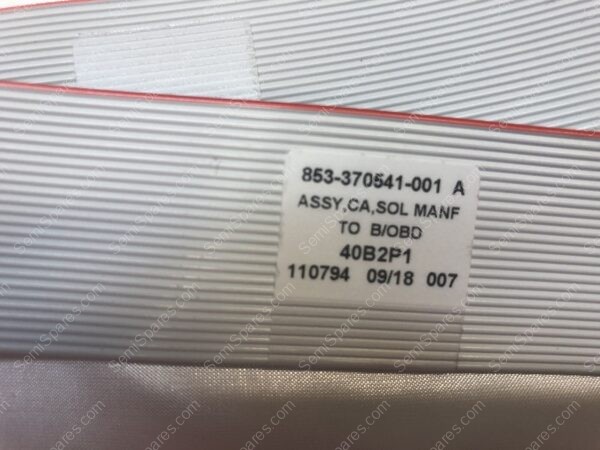 853-370541-001 A
ASSY,CA,SOL MANF
TO B/OBD
40B2P1
110794 09/18 007
SemiSpares.com